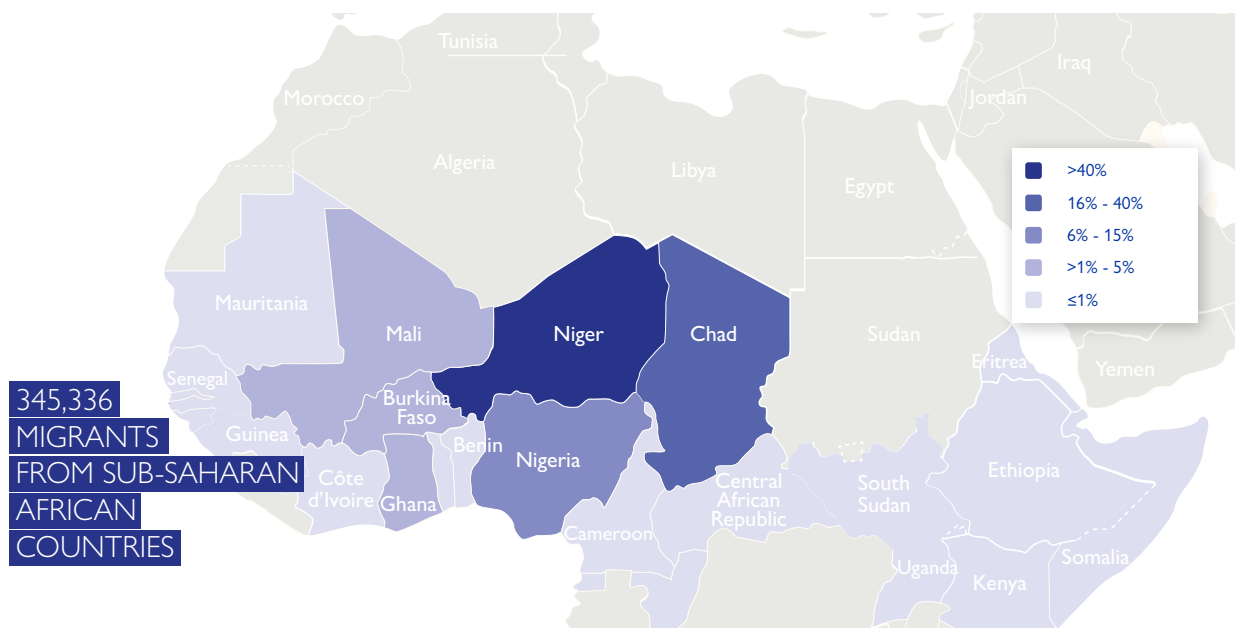 Tunisia
Iraq
Morocco
Jordan
Algeria
Libya
Egypt
>40%
16% - 40%
6% - 15%
>1% - 5%
≤1%
Mauritania
Mali
Niger
Chad
Sudan
Eritrea
Yemen
Senegal
Burkina
Faso
Guinea
Benin
Nigeria
Côte
d'Ivoire
Ghana
Central
African
Republic
South
Sudan
Ethiopia
Cameroon
Uganda
Kenya
Somalia
345,336
MIGRANTS
FROM SUB-SAHARAN
AFRICAN
COUNTRIES